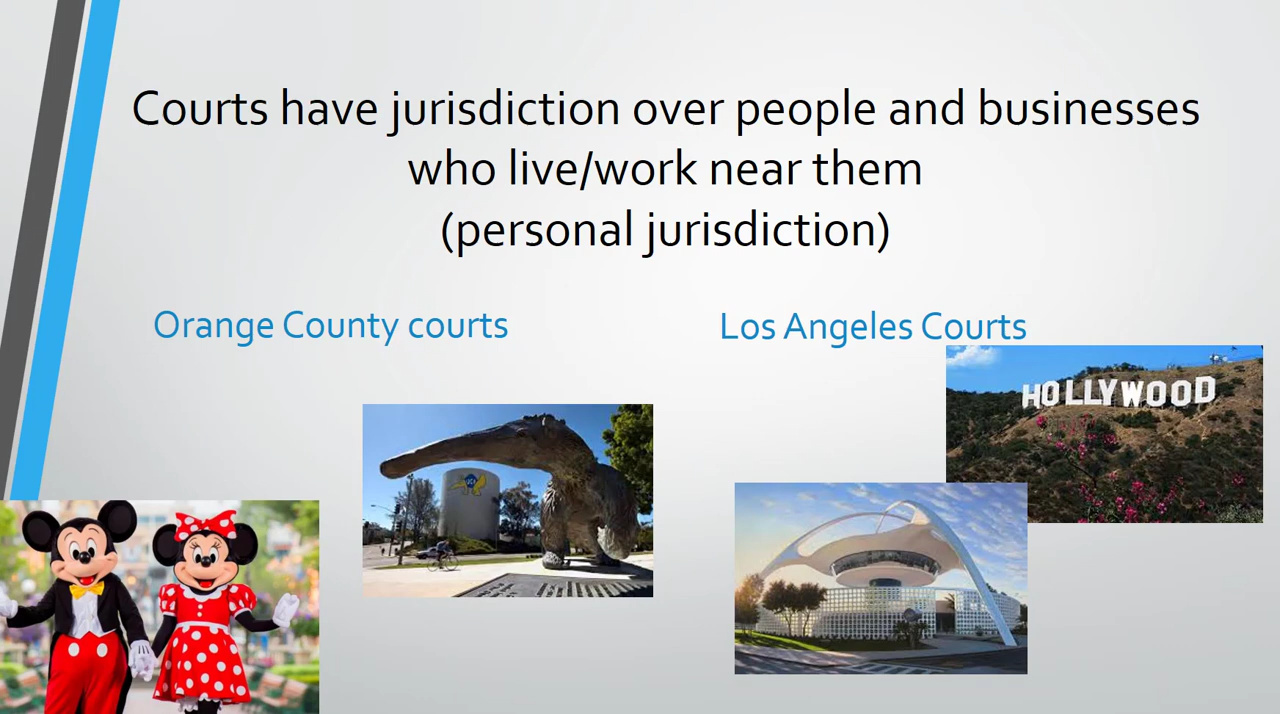 Courts have jurisdiction over people and businesses
who live/work near them
(personal jurisdiction)
Orange County courts
Los Angeles Courts
HOLLYWOOD